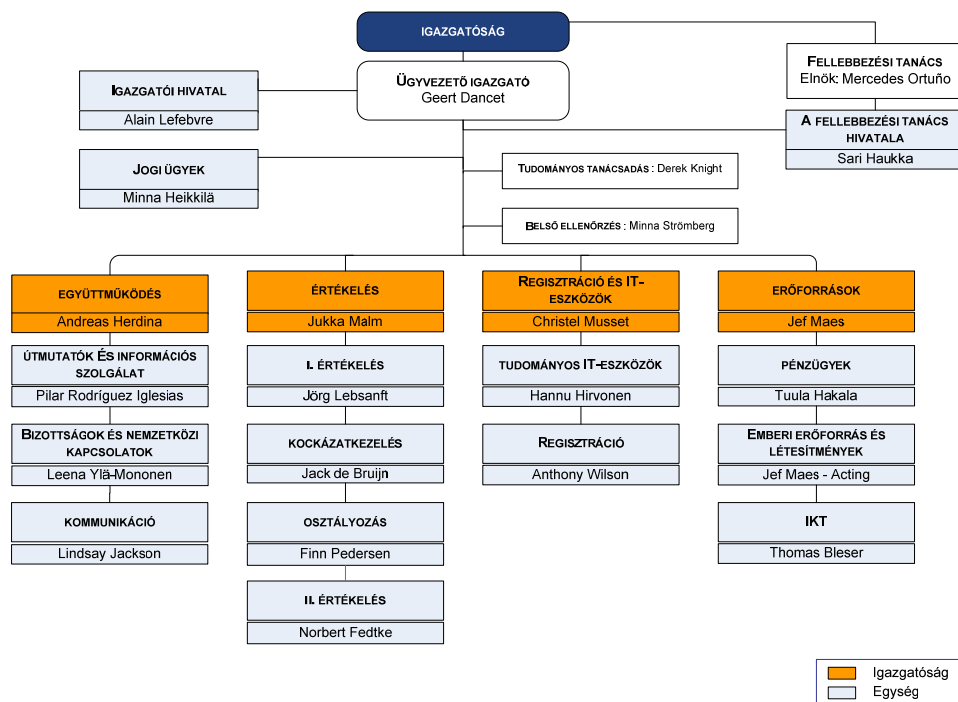 IGAZGATÓSÁG
ÜGYVEZETŐ IGAZGATÓ
Geert Dancet
FELLEBBEZÉSI TANÁCS
Elnök: Mercedes Ortuño
IGAZGATÓI HIVATAL
Alain Lefebvre
A FELLEBBEZÉSI TANÁCS
HIVATALA
Sari Haukka
JOGI ÜGYEK
Minna Heikkilä
TUDOMÁNYOS TANÁCSADÁS : Derek Knight
BELSŐ ELLENŐRZÉS : Minna Strömberg
EGYÜTTMŰKÖDÉS
Andreas Herdina
ÚTMUTATÓK ÉS INFORMÁCIÓS
SZOLGÁLAT
Pilar Rodríguez Iglesias
BIZOTTSÁGOK ÉS NEMZETKÖZI
KAPCSOLATOK
Leena Ylä-Mononen
KOMMUNIKÁCIÓ
Lindsay Jackson
ÉRTÉKELÉS
Jukka Malm
I. ÉRTÉKELÉS
Jörg Lebsanft
KOCKÁZATKEZELÉS
Jack de Bruijn
OSZTÁLYOZÁS
Finn Pedersen
II. ÉRTÉKELÉS
Norbert Fedtke
REGISZTRÁCIÓ ÉS IT-
ESZKÖZÖK
Christel Musset
TUDOMÁNYOS IT-ESZKÖZÖK
Hannu Hirvonen
REGISZTRÁCIÓ
Anthony Wilson
ERŐFORRÁSOK
Jef Maes
PÉNZÜGYEK
Tuula Hakala
EMBERI ERŐFORRÁS ÉS
LÉTESÍTMÉNYEK
Jef Maes - Acting
IKT
Thomas Bleser
Igazgatóság
Egység